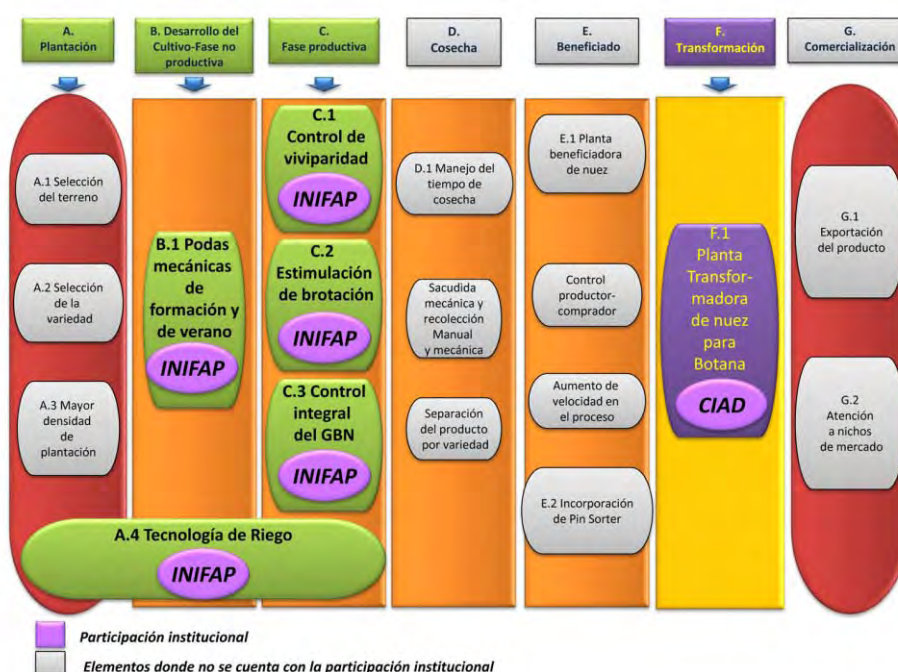 A.
Plantación
B. Desarrollo del
Cultivo-Fase no
productiva
C.
Fase productiva
D.
Cosecha
E.
Beneficiado
F.
Transformación
G.
Comercialización
A.1 Selección
del terreno
A.2 Selección
de la
variedad
A.3 Mayor
densidad
de
plantación
B.1 Podas
mecánicas
de
formación y
de verano
INIFAP
C.1
Control de
viviparidad
INIFAP
C.2
Estimulación
de brotación
INIFAP
C.3 Control
integral
del GBN
INIFAP
A.4 Tecnología de Riego
INIFAP
D.1 Manejo del
tiempo de
cosecha
Sacudida
mecánica y
recolección
Manual
y mecánica
Separación
del producto
por variedad
E.1 Planta
beneficiadora
de nuez
Control
productor-
comprador
Aumento de
velocidad en
el proceso
E.2 Incorporación
de Pin Sorter
F.1
Planta
Transfor-
madora
de nuez
para
Botana
CIAD
G.1
Exportación
del producto
G.2
Atención
a nichos
de mercado
Participación institucional
Elementos donde no se cuenta con la participación institucional